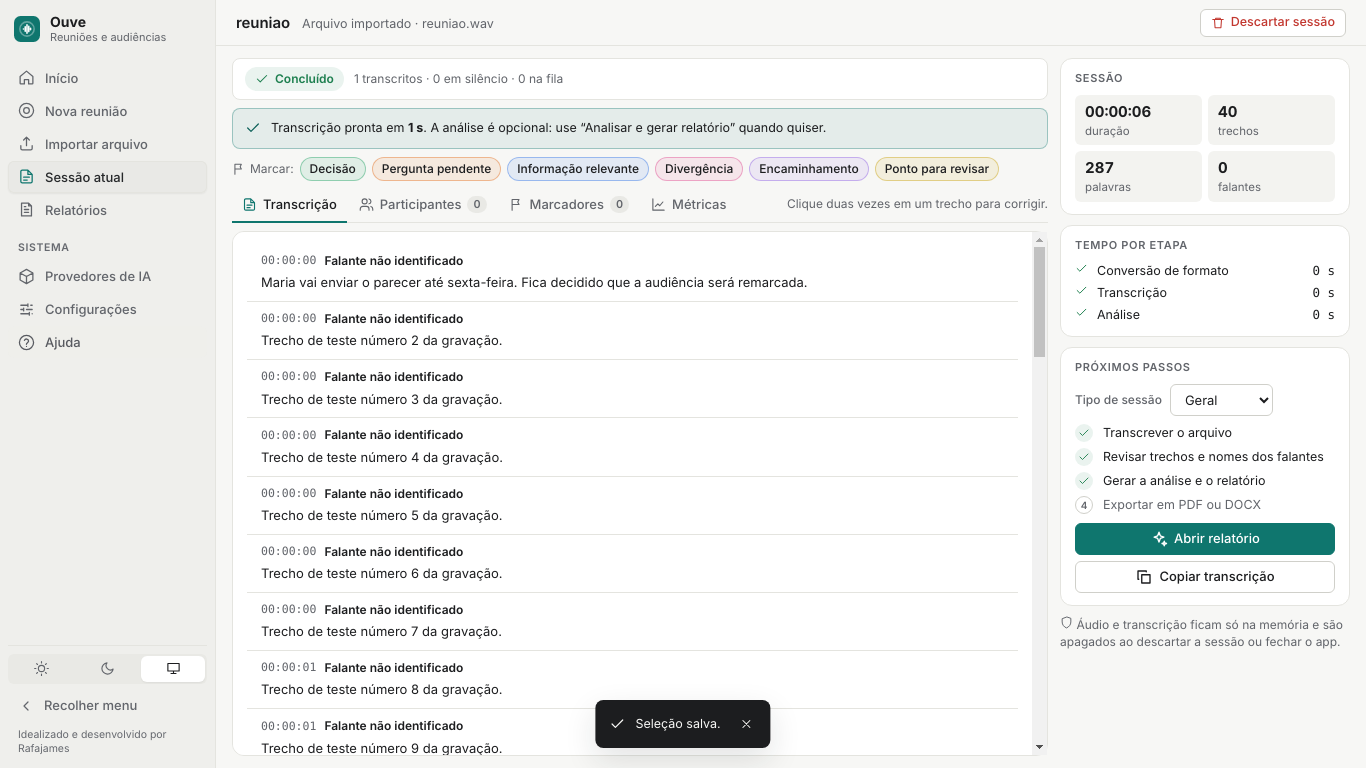 Ouve
Reuniões e audiências
Início
Nova reunião
Importar arquivo
Sessão atual
Relatórios
SISTEMA
Provedores de IA
Configurações
Ajuda
Recolher menu
Idealizado e desenvolvido por
Rafajames
reuniao Arquivo importado · reuniao.wav
Descartar sessão
Concluído 1 transcritos · 0 em silêncio · 0 na fila
Transcrição pronta em 1 s. A análise é opcional: use “Analisar e gerar relatório” quando quiser.
Marcar: Decisão Pergunta pendente Informação relevante Divergência Encaminhamento Ponto para revisar
Transcrição Participantes 0 Marcadores 0 Métricas Clique duas vezes em um trecho para corrigir.
00:00:00 Falante não identificado
Maria vai enviar o parecer até sexta-feira. Fica decidido que a audiência será remarcada.
00:00:00 Falante não identificado
Trecho de teste número 2 da gravação.
00:00:00 Falante não identificado
Trecho de teste número 3 da gravação.
00:00:00 Falante não identificado
Trecho de teste número 4 da gravação.
00:00:00 Falante não identificado
Trecho de teste número 5 da gravação.
00:00:00 Falante não identificado
Trecho de teste número 6 da gravação.
00:00:00 Falante não identificado
Trecho de teste número 7 da gravação.
00:00:01 Falante não identificado
Trecho de teste número 8 da gravação.
00:00:01 Falante não identificado
Trecho de teste número 9 da gravação.
Seleção salva.
SESSÃO
00:00:06 40
duração trechos
287 0
palavras falantes
TEMPO POR ETAPA
Conversão de formato 0 s
Transcrição 0 s
Análise 0 s
PRÓXIMOS PASSOS
Tipo de sessão Geral
Transcrever o arquivo
Revisar trechos e nomes dos falantes
Gerar a análise e o relatório
4 Exportar em PDF ou DOCX
Abrir relatório
Copiar transcrição
Áudio e transcrição ficam só na memória e são
apagados ao descartar a sessão ou fechar o app.